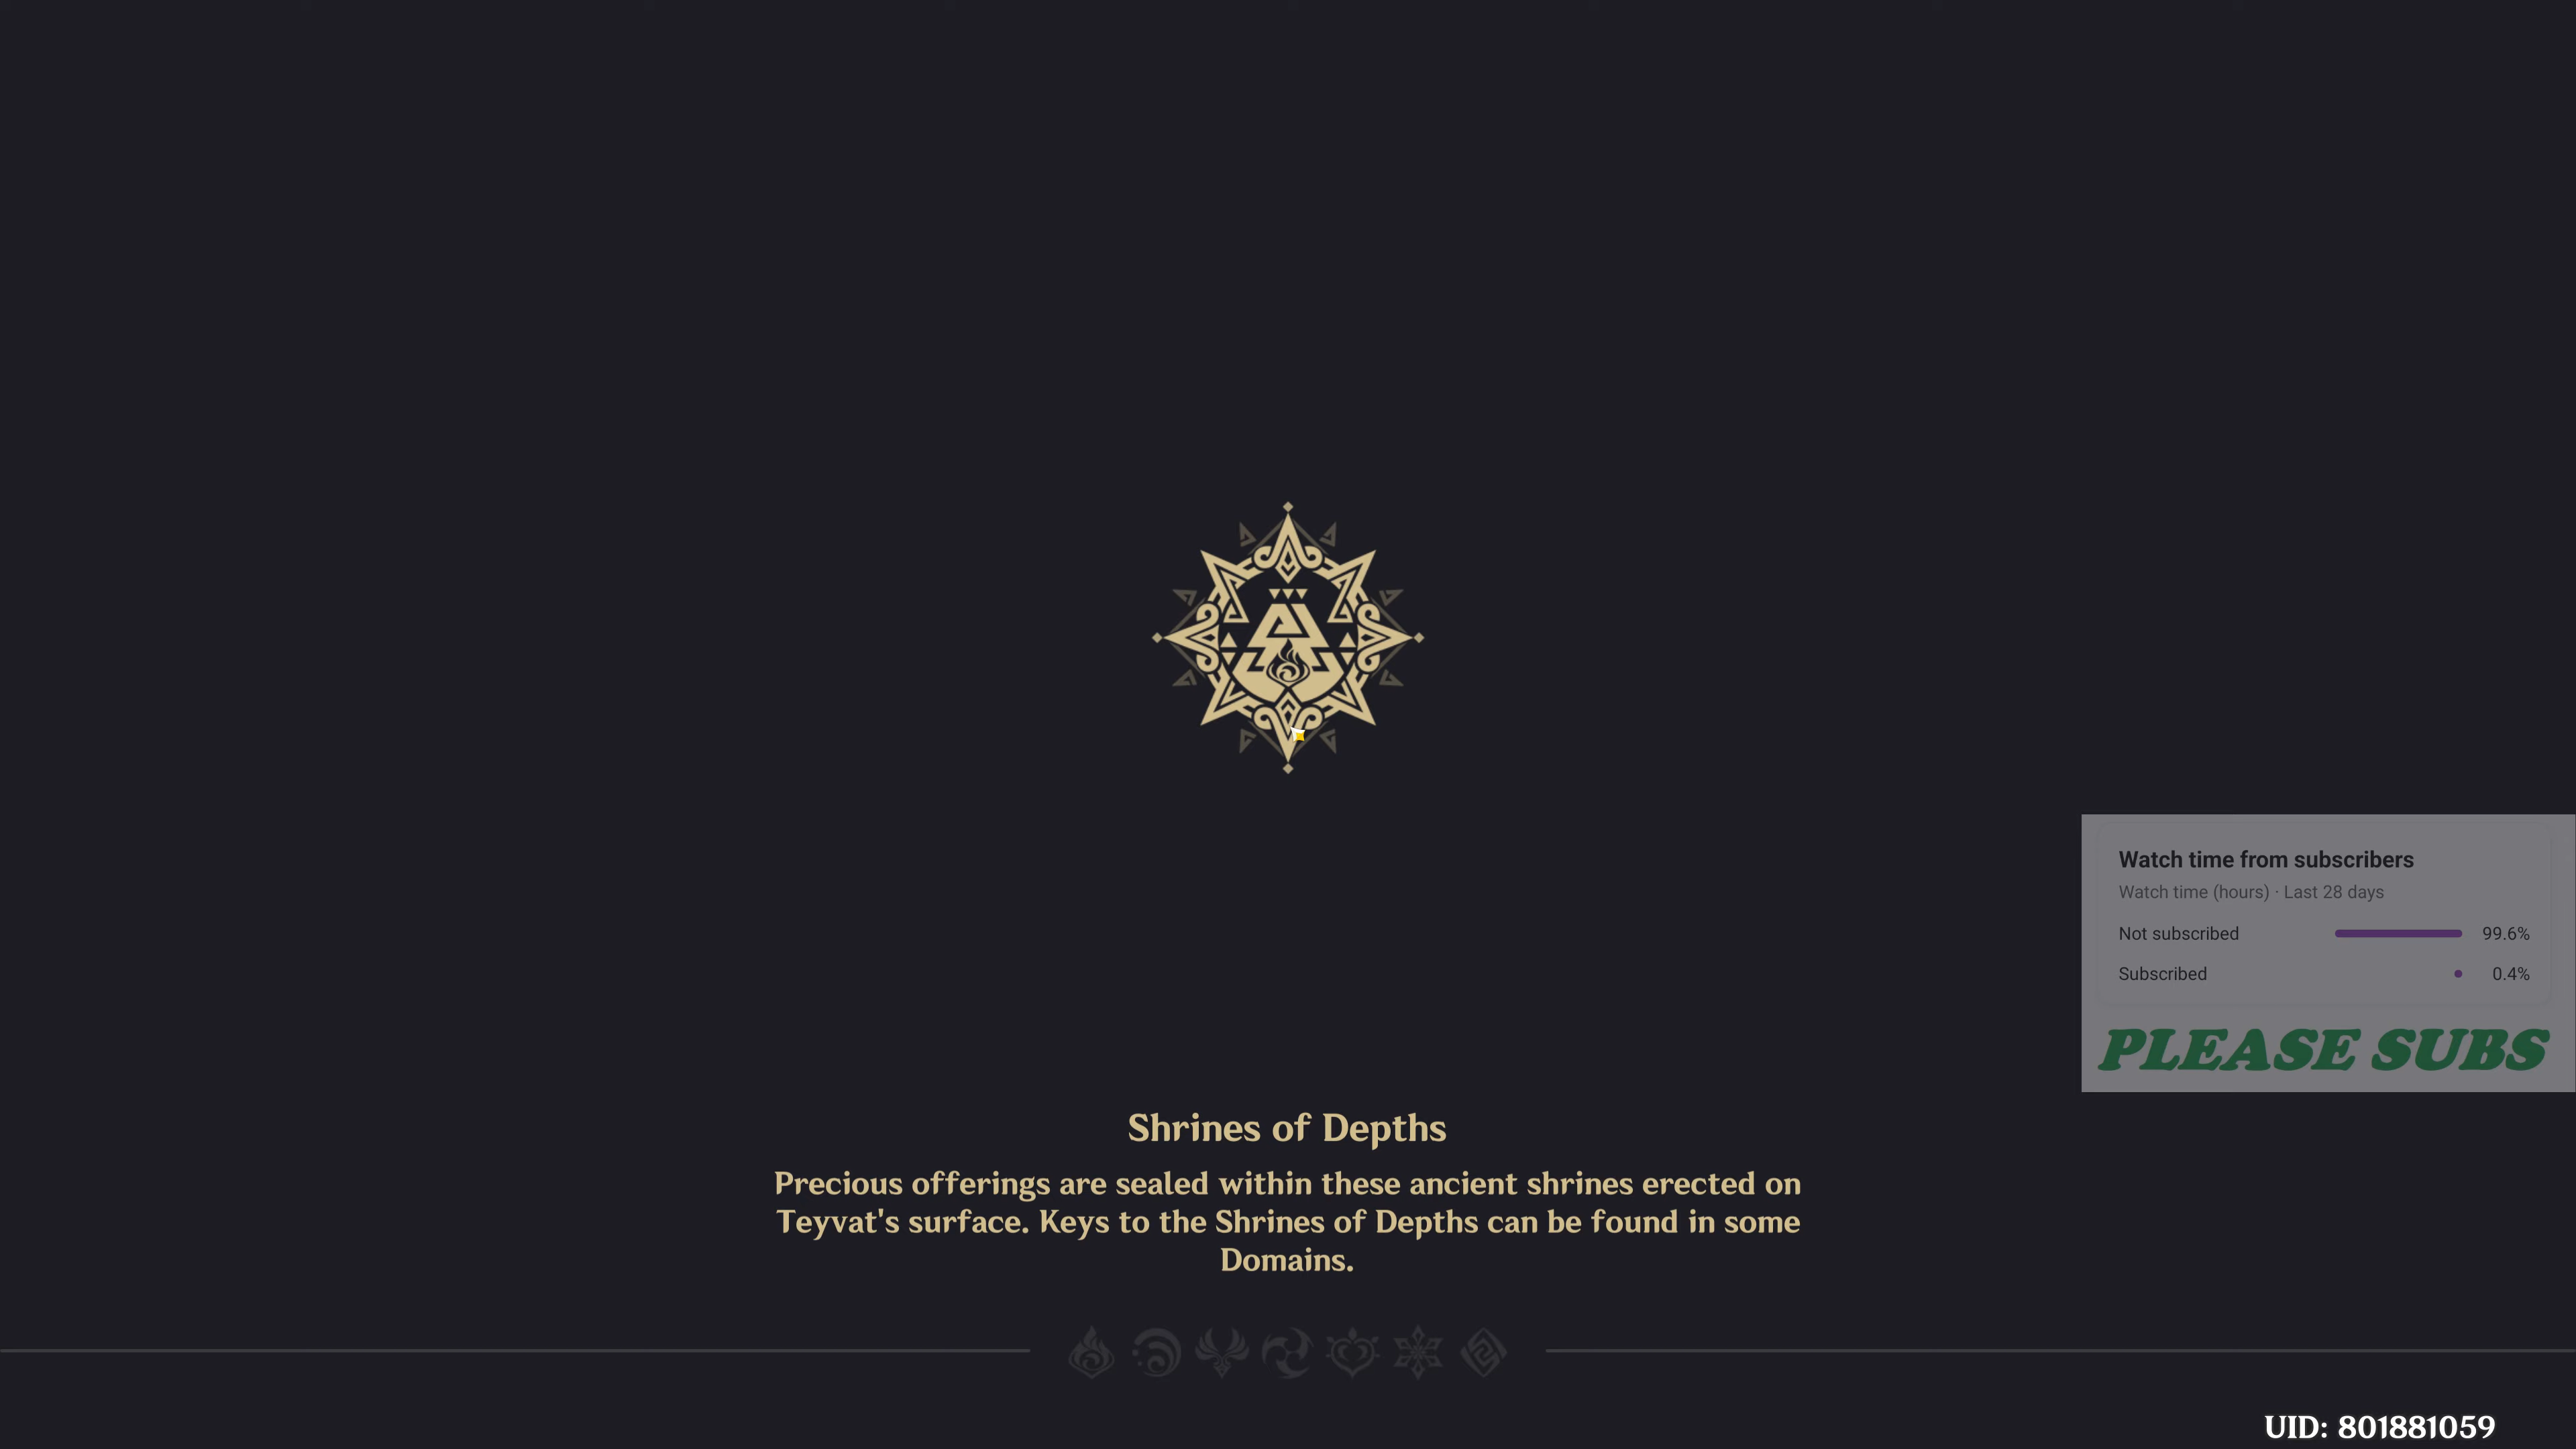 Watch time from subscribers
Watch time (hours) · Last 28 days
Not subscribed 99.6%
Subscribed 0.4%
PLEASE SUBS
Shrines of Depths
Precious offerings are sealed within these ancient shrines erected on
Teyvat's surface. Keys to the Shrines of Depths can be found in some
Domains.
UID: 801881059